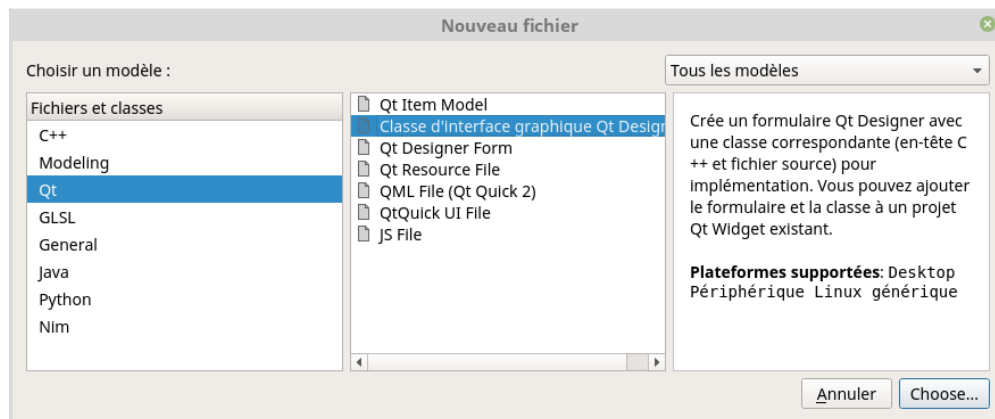 Nouveau fichier
Choisir un modèle :
Tous les modèles
Fichiers et classes
C++
Modeling
Qt
GLSL
General
Java
Python
Nim
Qt Item Model
Classe d'interface graphique Qt Desigr
Qt Designer Form
Qt Resource File
QML File (Qt Quick 2)
QtQuick UI File
JS File
Crée un formulaire Qt Designer avec
une classe correspondante (en-tête C
++ et fichier source) pour
implémentation. Vous pouvez ajouter
le formulaire et la classe à un projet
Qt Widget existant.
Plateformes supportées: Desktop
Périphérique Linux générique
Annuler
Choose...